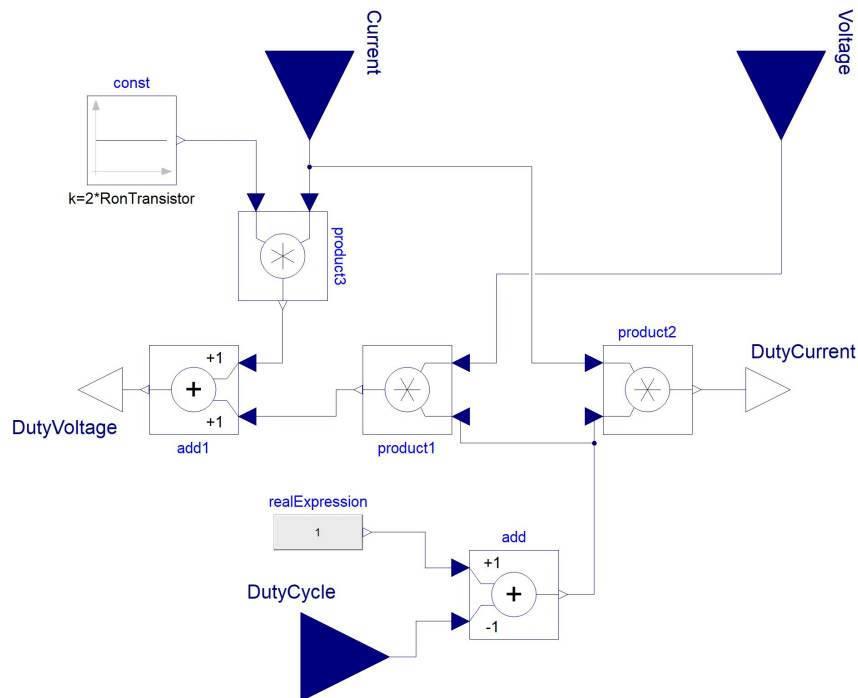 Current
Voltage
const
k=2*RonTransistor
product3
product2
DutyCurrent
+1
+
+1
DutyVoltage
add1
product1
realExpression
1
add
+1
+
-1
DutyCycle